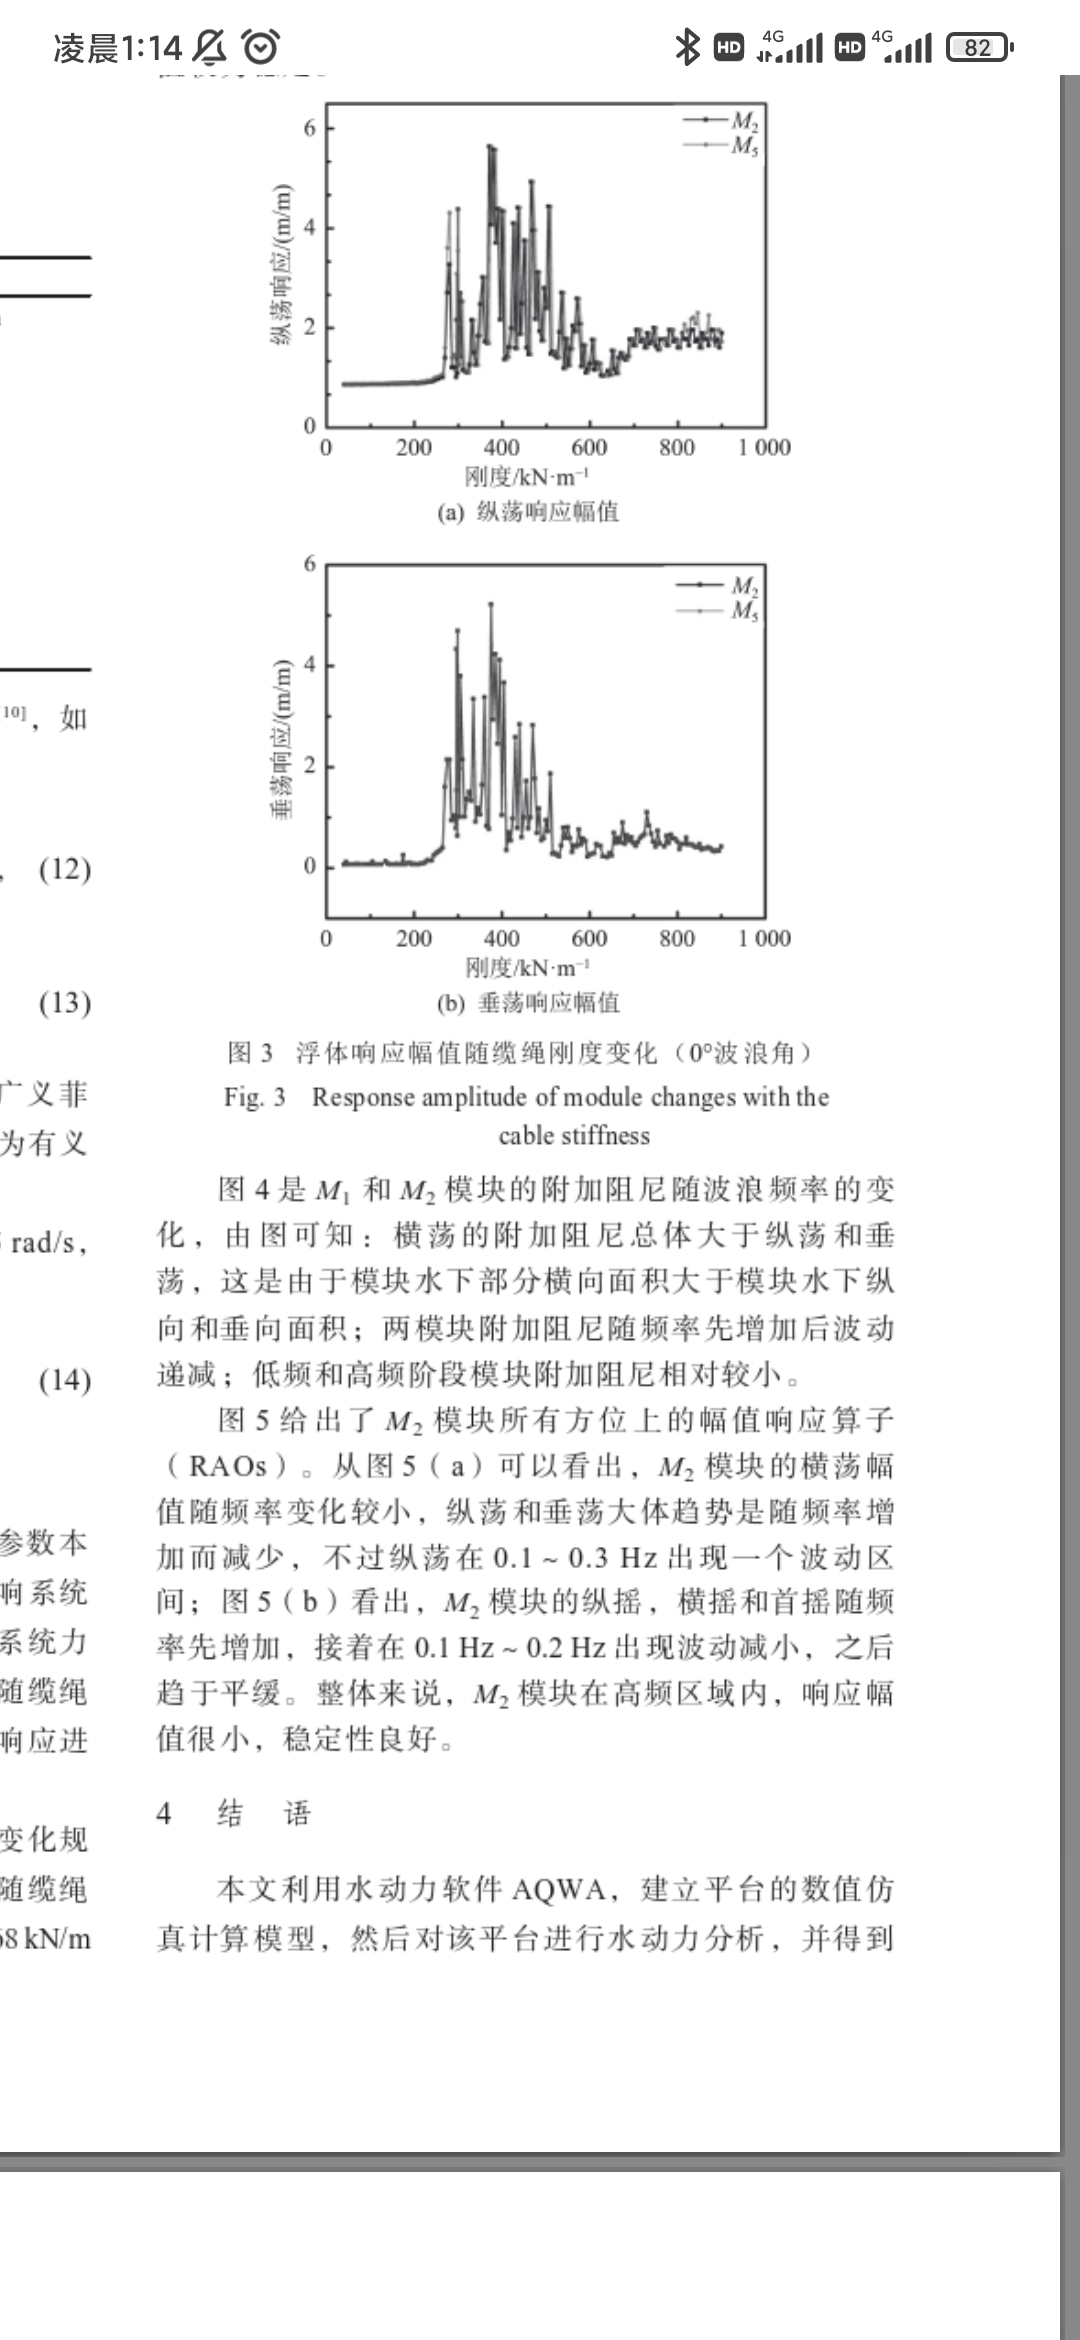 凌晨1:14
HD 4G HD 4G 82
6
4
2
0
纵荡响应/(m/m)
M₂
M₅
0 200 400 600 800 1 000
刚度/kN·m⁻¹
(a) 纵荡响应幅值
6
4
2
0
垂荡响应/(m/m)
M₂
M₅
0 200 400 600 800 1 000
刚度/kN·m⁻¹
(b) 垂荡响应幅值
图 3 浮体响应幅值随缆绳刚度变化（0°波浪角）
Fig. 3 Response amplitude of module changes with the
cable stiffness
图 4 是 M₁ 和 M₂ 模块的附加阻尼随波浪频率的变
化，由图可知：横荡的附加阻尼总体大于纵荡和垂
荡，这是由于模块水下部分横向面积大于模块水下纵
向和垂向面积；两模块附加阻尼随频率先增加后波动
递减；低频和高频阶段模块附加阻尼相对较小。
图 5 给出了 M₂ 模块所有方位上的幅值响应算子
（RAOs）。从图 5（a）可以看出，M₂ 模块的横荡幅
值随频率变化较小，纵荡和垂荡大体趋势是随频率增
加而减少，不过纵荡在 0.1 ~ 0.3 Hz 出现一个波动区
间；图 5（b）看出，M₂ 模块的纵摇，横摇和首摇随频
率先增加，接着在 0.1 Hz ~ 0.2 Hz 出现波动减小，之后
趋于平缓。整体来说，M₂ 模块在高频区域内，响应幅
值很小，稳定性良好。
4 结 语
本文利用水动力软件 AQWA，建立平台的数值仿
真计算模型，然后对该平台进行水动力分析，并得到
[10]，如
，(12)
(13)
广义菲
为有义
rad/s，
(14)
参数本
响系统
系统力
随缆绳
响应进
变化规
随缆绳
68 kN/m